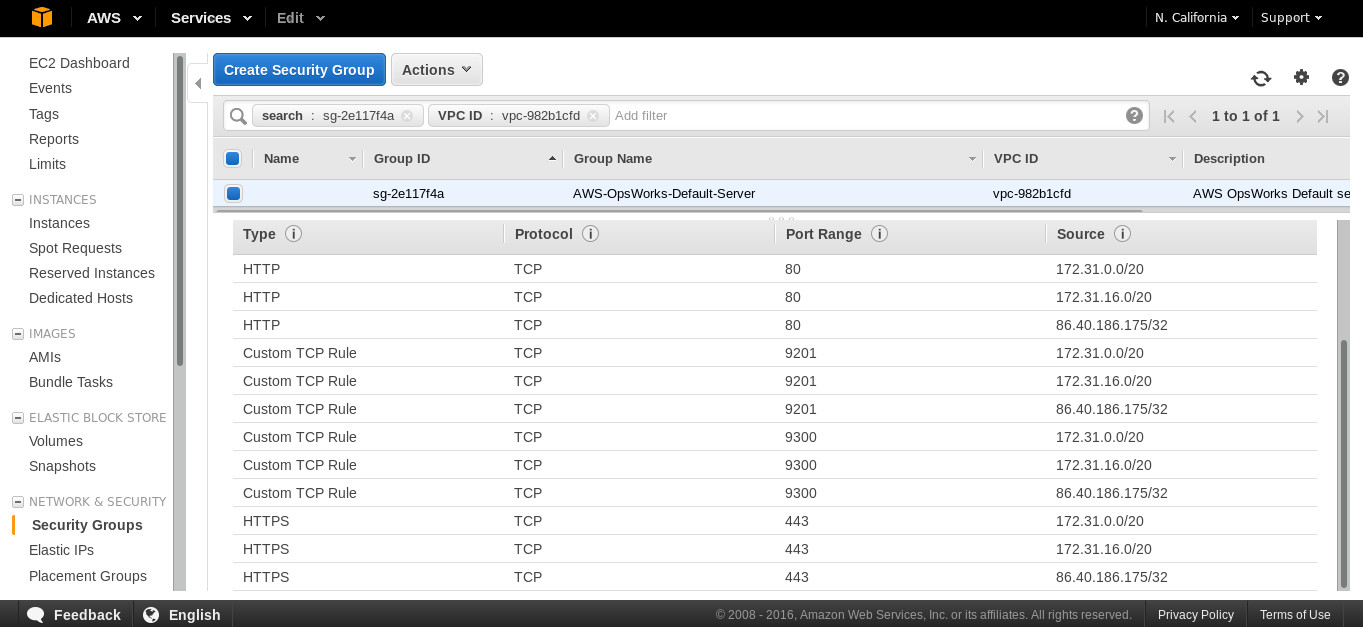 AWS Services Edit N. California Support
EC2 Dashboard
Events
Tags
Reports
Limits
INSTANCES
Instances
Spot Requests
Reserved Instances
Dedicated Hosts
IMAGES
AMIs
Bundle Tasks
ELASTIC BLOCK STORE
Volumes
Snapshots
NETWORK & SECURITY
Security Groups
Elastic IPs
Placement Groups
Create Security Group Actions
search : sg-2e117f4a VPC ID : vpc-982b1cfd Add filter 1 to 1 of 1
Name Group ID Group Name VPC ID Description
sg-2e117f4a AWS-OpsWorks-Default-Server vpc-982b1cfd AWS OpsWorks Default se
Type Protocol Port Range Source
HTTP TCP 80 172.31.0.0/20
HTTP TCP 80 172.31.16.0/20
HTTP TCP 80 86.40.186.175/32
Custom TCP Rule TCP 9201 172.31.0.0/20
Custom TCP Rule TCP 9201 172.31.16.0/20
Custom TCP Rule TCP 9201 86.40.186.175/32
Custom TCP Rule TCP 9300 172.31.0.0/20
Custom TCP Rule TCP 9300 172.31.16.0/20
Custom TCP Rule TCP 9300 86.40.186.175/32
HTTPS TCP 443 172.31.0.0/20
HTTPS TCP 443 172.31.16.0/20
HTTPS TCP 443 86.40.186.175/32
Feedback English © 2008 - 2016, Amazon Web Services, Inc. or its affiliates. All rights reserved. Privacy Policy Terms of Use